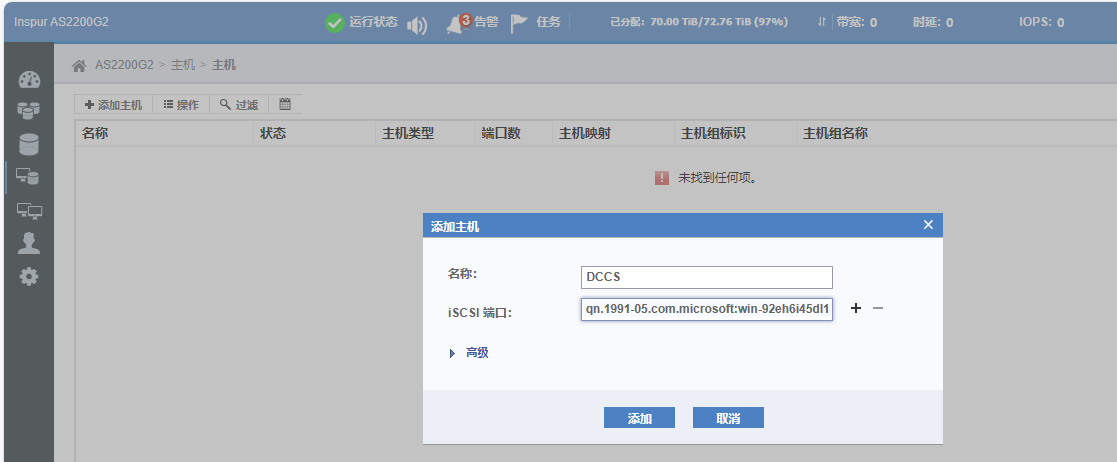 Inspur AS2200G2 运行状态 3 告警 任务 已分配: 70.00 TiB/72.76 TiB (97%) 带宽: 0 时延: 0 IOPS: 0
AS2200G2 > 主机 > 主机
添加主机 操作 过滤
名称 状态 主机类型 端口数 主机映射 主机组标识 主机组名称
未找到任何项。
添加主机
名称: DCCS
iSCSI 端口: qn.1991-05.com.microsoft:win-92eh6i45dl1
高级
添加 取消